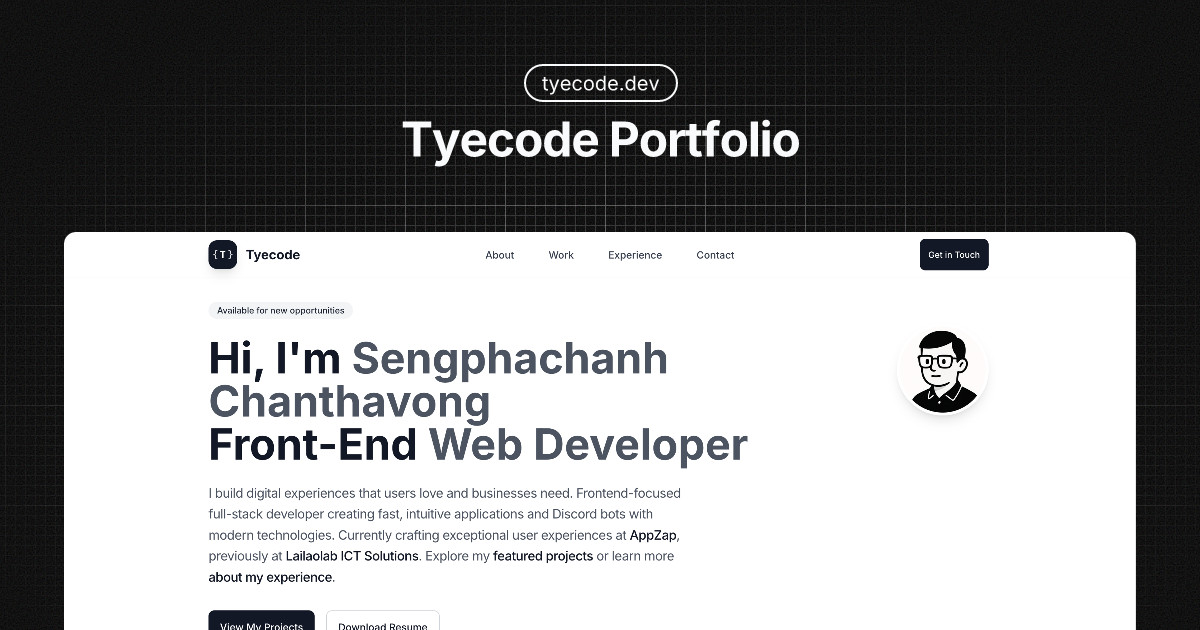 tyecode.dev
Tyecode Portfolio
{T} Tyecode About Work Experience Contact Get in Touch
Available for new opportunities
Hi, I'm Sengphachanh
Chanthavong
Front-End Web Developer
I build digital experiences that users love and businesses need. Frontend-focused
full-stack developer creating fast, intuitive applications and Discord bots with
modern technologies. Currently crafting exceptional user experiences at AppZap,
previously at Lailaolab ICT Solutions. Explore my featured projects or learn more
about my experience.
View My Projects Download Resume